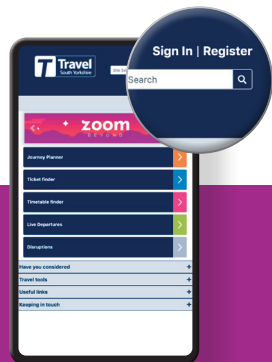 Sign In | Register
Search
Travel
South Yorkshire
zoom
BEYOND
Journey Planner
Ticket finder
Timetable finder
Live Departures
Disruptions
Have you considered
Travel tools
Useful links
Keeping in touch